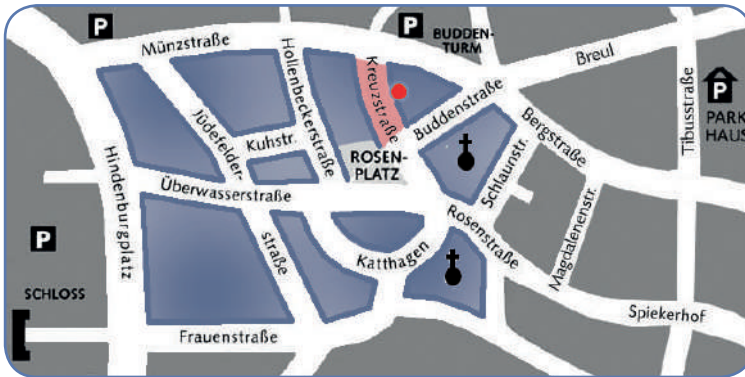 P
P
BUDDEN-
TURM
Münzstraße
Hollenbeckerstraße
Kreuzstraße
Breul
P
PARK
HAUS
Tibusstraße
Jüdefelder-
Kuhstr.
Buddenstraße
Bergstraße
ROSEN-
PLATZ
Schlaunstr.
Hindenburgplatz
Überwasserstraße
Rosenstraße
Magdalenenstr.
P
straße
Katthagen
SCHLOSS
Spiekerhof
Frauenstraße